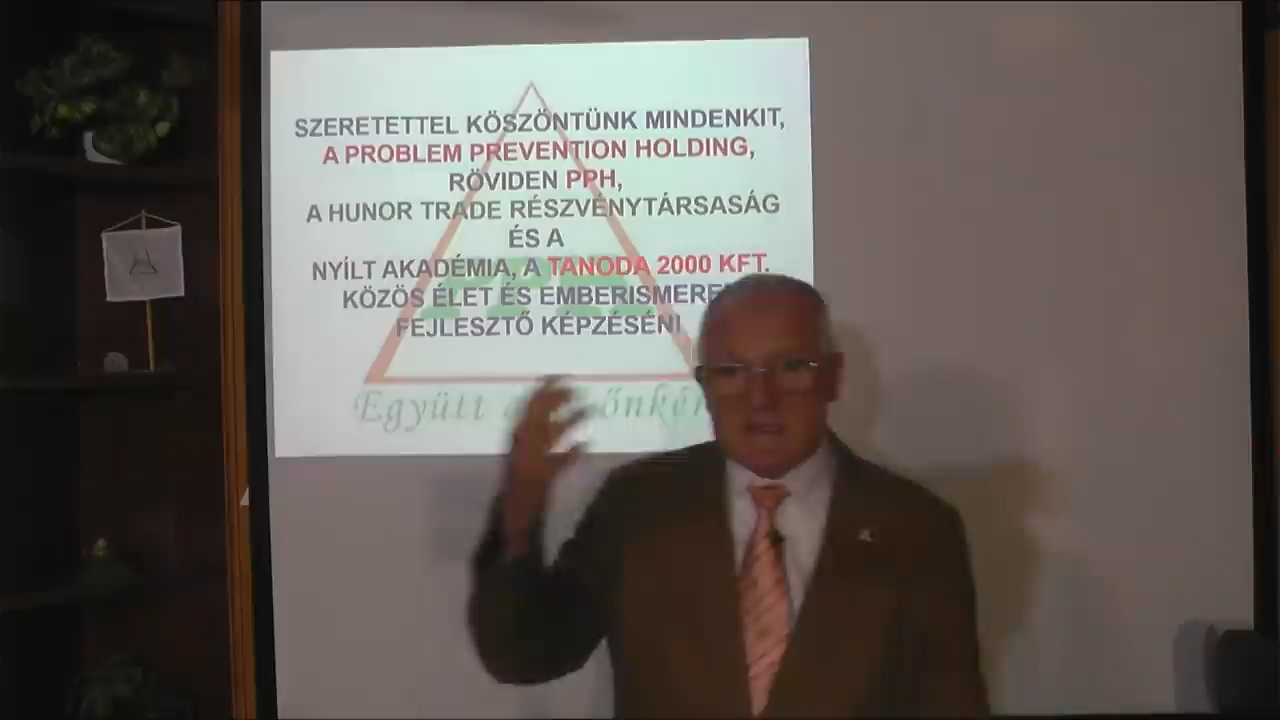 SZERETETTEL KÖSZÖNTÜNK MINDENKIT,
A PROBLEM PREVENTION HOLDING,
RÖVIDEN PPH,
A HUNOR TRADE RÉSZVÉNYTÁRSASÁG
ÉS A
NYÍLT AKADÉMIA, A TANODA 2000 KFT.
KÖZÖS ÉLET ÉS
FEJLESZTŐ KÉPZÉSÉN!
Együtt